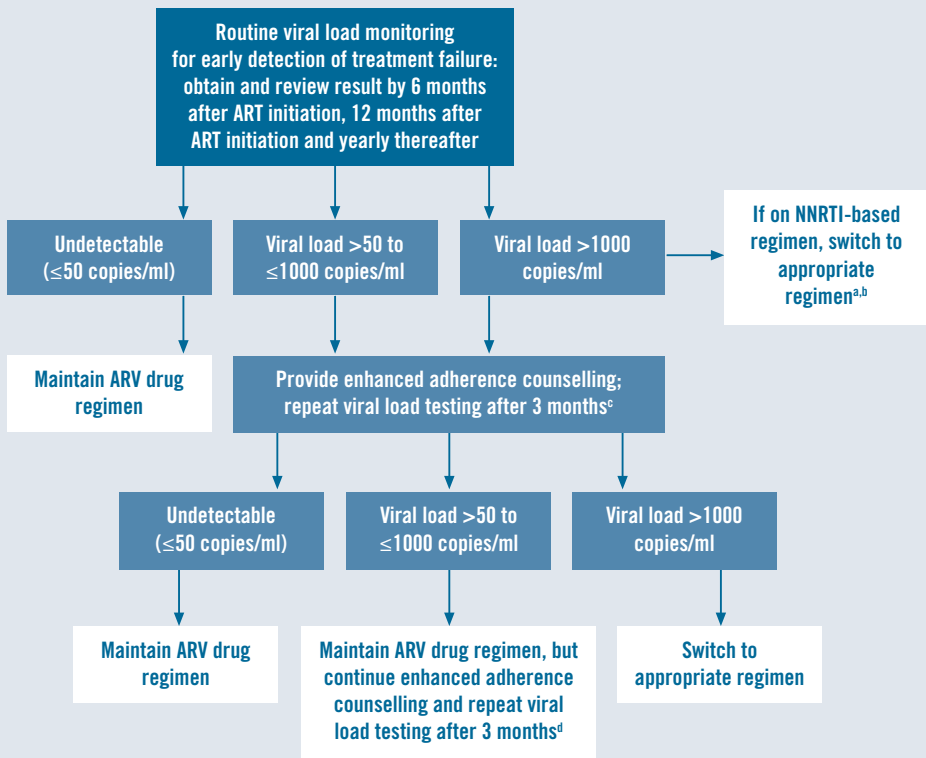 Routine viral load monitoring
for early detection of treatment failure:
obtain and review result by 6 months
after ART initiation, 12 months after
ART initiation and yearly thereafter
Undetectable
(≤50 copies/ml)
Viral load >50 to
≤1000 copies/ml
Viral load >1000
copies/ml
If on NNRTI-based
regimen, switch to
appropriate
regimenᵃ,ᵇ
Maintain ARV drug
regimen
Provide enhanced adherence counselling;
repeat viral load testing after 3 monthsᶜ
Undetectable
(≤50 copies/ml)
Viral load >50 to
≤1000 copies/ml
Viral load >1000
copies/ml
Maintain ARV drug
regimen
Maintain ARV drug regimen, but
continue enhanced adherence
counselling and repeat viral
load testing after 3 monthsᵈ
Switch to
appropriate regimen